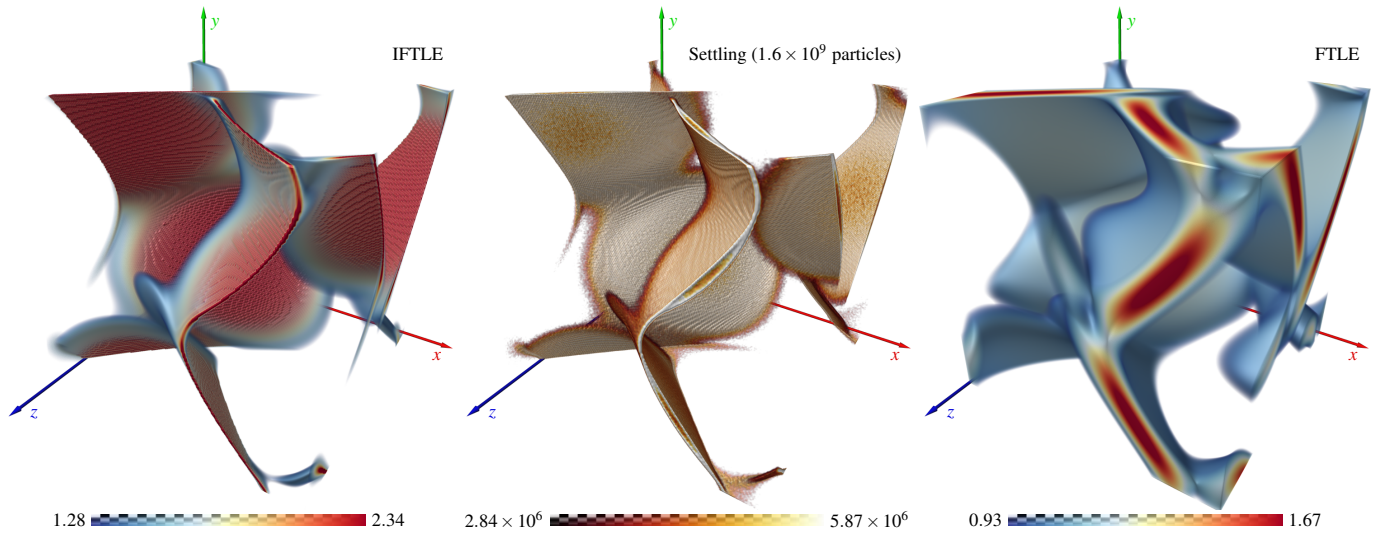 y
IFTLE
x
z
1.28
2.34
y
Settling (1.6 × 10⁹ particles)
x
z
2.84 × 10⁶
5.87 × 10⁶
y
FTLE
x
z
0.93
1.67